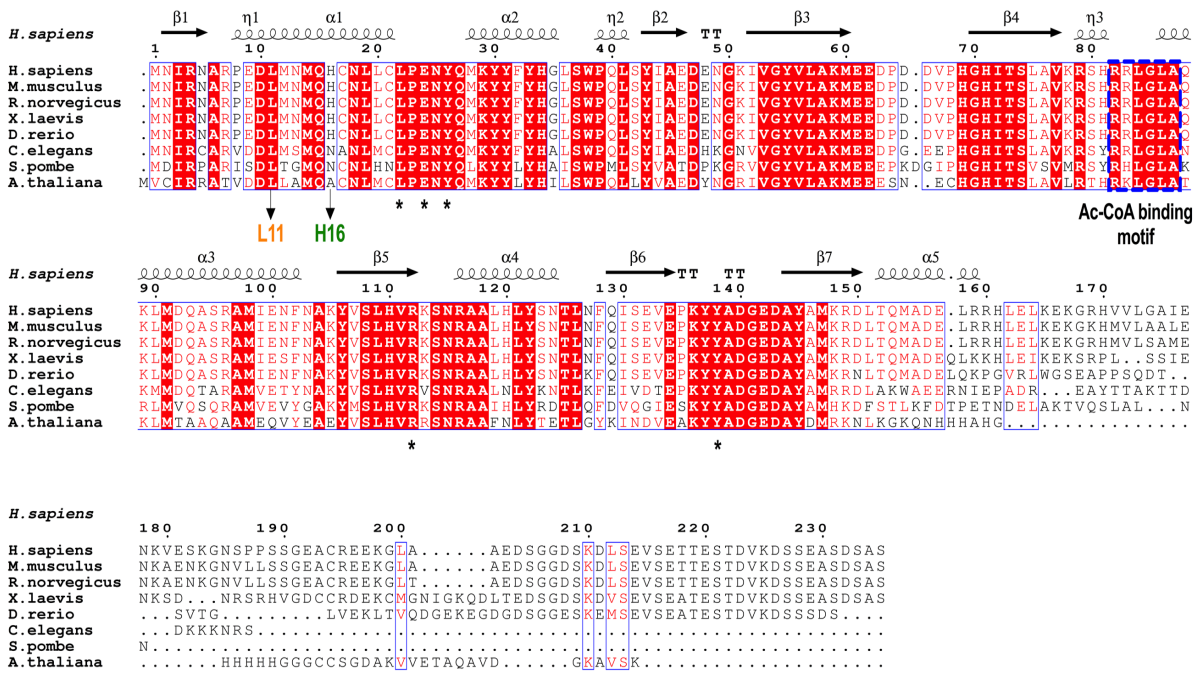 β1 η1 α1 α2 η2 β2 TT β3 β4 η3
H.sapiens
1 10 20 30 40 50 60 70 80
H.sapiens .MNIRNARPEDLMNMQHCNLLCLPENYQMKYYFYHGLSWPQLSYIAEDENGKIVGYVLAKMEEDPD.DVPHGHITSLAVKRSHRRLGLAQ
M.musculus .MNIRNARPEDLMNMQHCNLLCLPENYQMKYYFYHGLSWPQLSYIAEDENGKIVGYVLAKMEEDPD.DVPHGHITSLAVKRSHRRLGLAQ
R.norvegicus .MNIRNARPEDLMNMQHCNLLCLPENYQMKYYFYHGLSWPQLSYIAEDENGKIVGYVLAKMEEDPD.DVPHGHITSLAVKRSHRRLGLAQ
X.laevis .MNIRNARPEDLMNMQHCNLLCLPENYQMKYYFYHGLSWPQLSYIAEDENGKIVGYVLAKMEEDPD.DVPHGHITSLAVKRSHRRLGLAQ
D.rerio .MNIRNARPEDLMNMQHCNLLCLPENYQMKYYFYHGLSWPQLSYIAEDENGKIVGYVLAKMEEDPD.DVPHGHITSLAVKRSHRRLGLAQ
C.elegans .MNIRCARVDDLMSMQNANLLCLPENYQMKYYFYHALSWPQLSYIAEDHKGNVVGYVLAKMEEDPG.EEPHGHITSLAVKRSYRRLGLAN
S.pombe .MDIRPARISDLTGMQNCNLHNLPENYQMKYYLYHAISWPMLSYVATDPKGRVVGYVLAKMEEEPKDGIPHGHITSVSVMRSYRHLGLAK
A.thaliana MVCIRRATVDDLLAMQACNLMCLPENYQMKYYLYHILSWPQLLYVAEDYNGRIVGYVLAKMEEESN.ECHGHITSLAVLRTHRKLGLAT
* * *
L11 H16 Ac-CoA binding
motif
α3 β5 α4 β6 TT TT β7 α5
H.sapiens
90 100 110 120 130 140 150 160 170
H.sapiens KLMDQASRAMIENFNAKYVSLHVRKSNRAALHLYSNTLNFQISEVEPKYYADGEDAYAMKRDLTQMADE.LRRHLELKEKGRHVVLGAIE
M.musculus KLMDQASRAMIENFNAKYVSLHVRKSNRAALHLYSNTLNFQISEVEPKYYADGEDAYAMKRDLTQMADE.LRRHLELKEKGRHMVLAALE
R.norvegicus KLMDQASRAMIENFNAKYVSLHVRKSNRAALHLYSNTLNFQISEVEPKYYADGEDAYAMKRDLTQMADE.LRRHLELKEKGRHMVLSAME
X.laevis KLMDQASRAMIESFNAKYVSLHVRKSNRAALHLYSNTLNFQISEVEPKYYADGEDAYAMKRDLTQMADEQLKKHLEIKEKSRPL..SSIE
D.rerio KLMDQASRAMIENFNAKYVSLHVRKSNRAALHLYSNTLKFQISEVEPKYYADGEDAYAMKRNLTQMADELQKPGVRLWGSEAPPSQDT..
C.elegans KMMDQTARAMVETYNAKYVSLHVRVSNRAALNLYKNTLKFEIVDTEPKYYADGEDAYAMRRDLAKWAEERNIEPADR..EAYTTAKTTD
S.pombe RLMVQSQRAMVEVYGAKYMSLHVRKSNRAAIHLYRDTLQFDVQGIESKYYADGEDAYAMHKDFSTLKFDTPETNDELAKTVQSLAL..N
A.thaliana KLMTAAQAAMEQVYEAEYVSLHVRRSNRAAFNLYTETLGYKINDVEAKYYADGEDAYDMRKNLKGKQNHHHAHG...............
* *
H.sapiens
180 190 200 210 220 230
H.sapiens NKVESKGNSPPSSGEACREEKGLA......AEDSGGDSKDLSEVSETTESTDVKDSSEASDSAS
M.musculus NKAENKGNVLLSSGEACREEKGLA......AEDSGGDSKDLSEVSETTESTDVKDSSEASDSAS
R.norvegicus NKAENKGNVLLSSGEACREEKGLT......AEDSGGDSKDLSEVSETTESTDVKDSSEASDSAS
X.laevis NKSD..NRSRHVGDCCRDEKCMGNIGKQDLTEDSGGDSKDVSEVSEATESTDVKDSSEASDSAS
D.rerio ...SVTG.........LVEKLTVQDGEKEGDGDSGGESKEMSEVSEATESTDVKDSSSDS....
C.elegans ...DKKKNRS......................................................
S.pombe N...............................................................
A.thaliana .......HHHHHGGGCCSGDAKVVETAQAVD......GKAVSK.....................